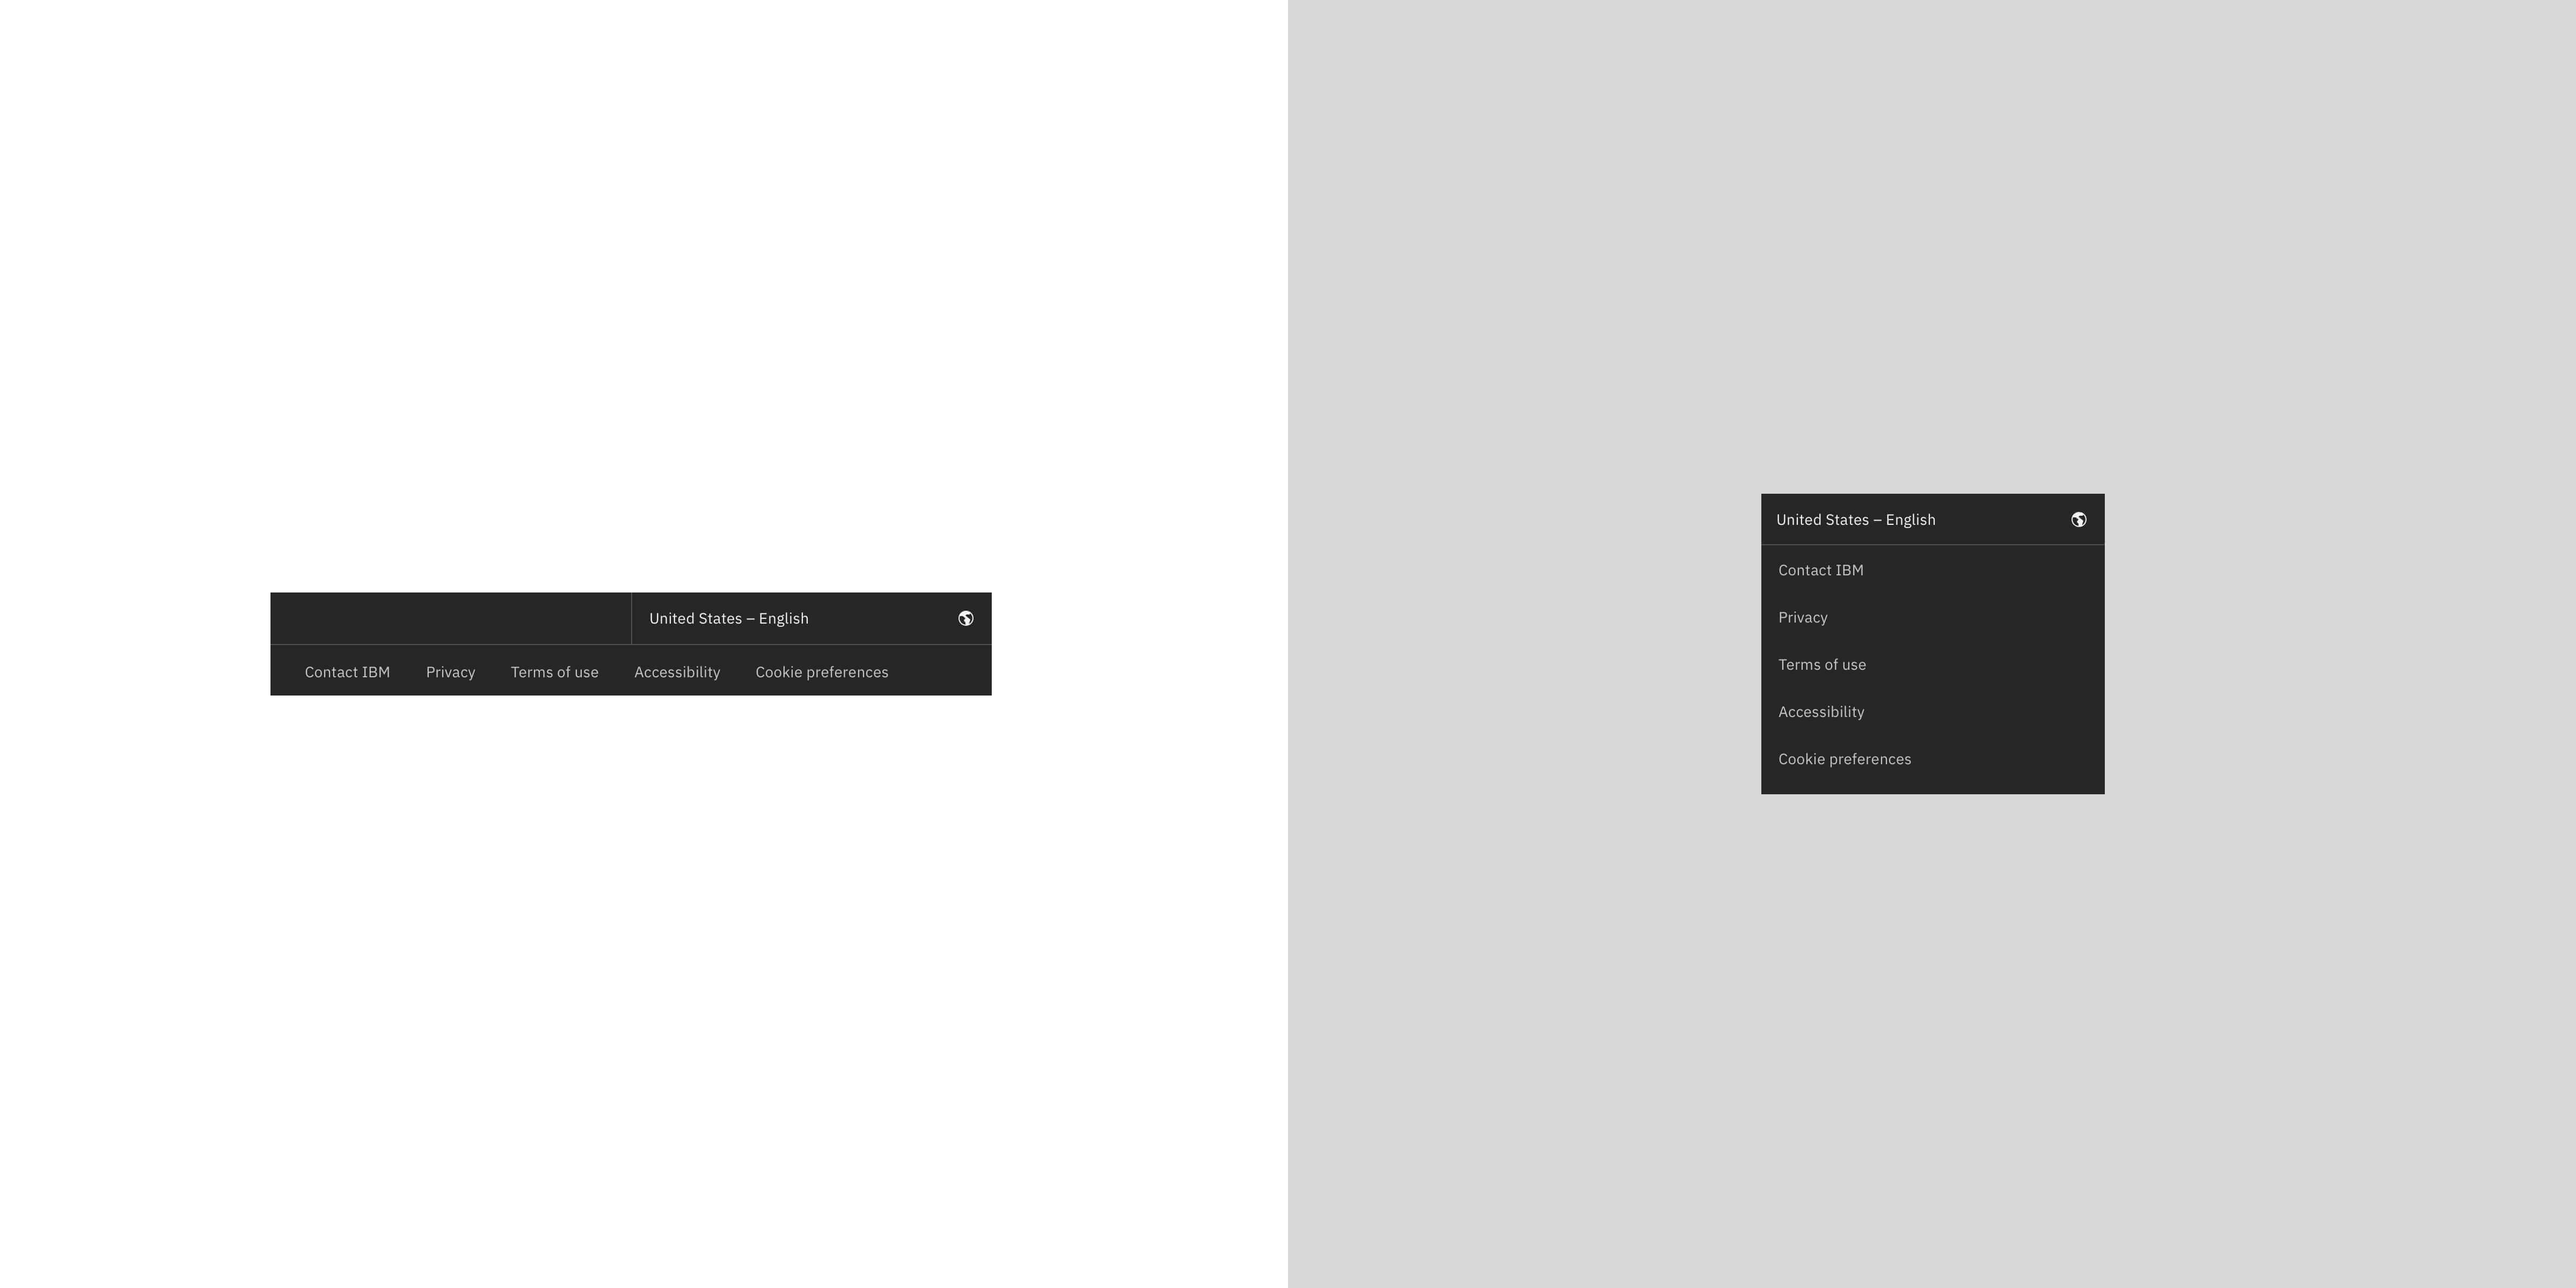 United States – English
Contact IBM Privacy Terms of use Accessibility Cookie preferences
United States – English
Contact IBM
Privacy
Terms of use
Accessibility
Cookie preferences